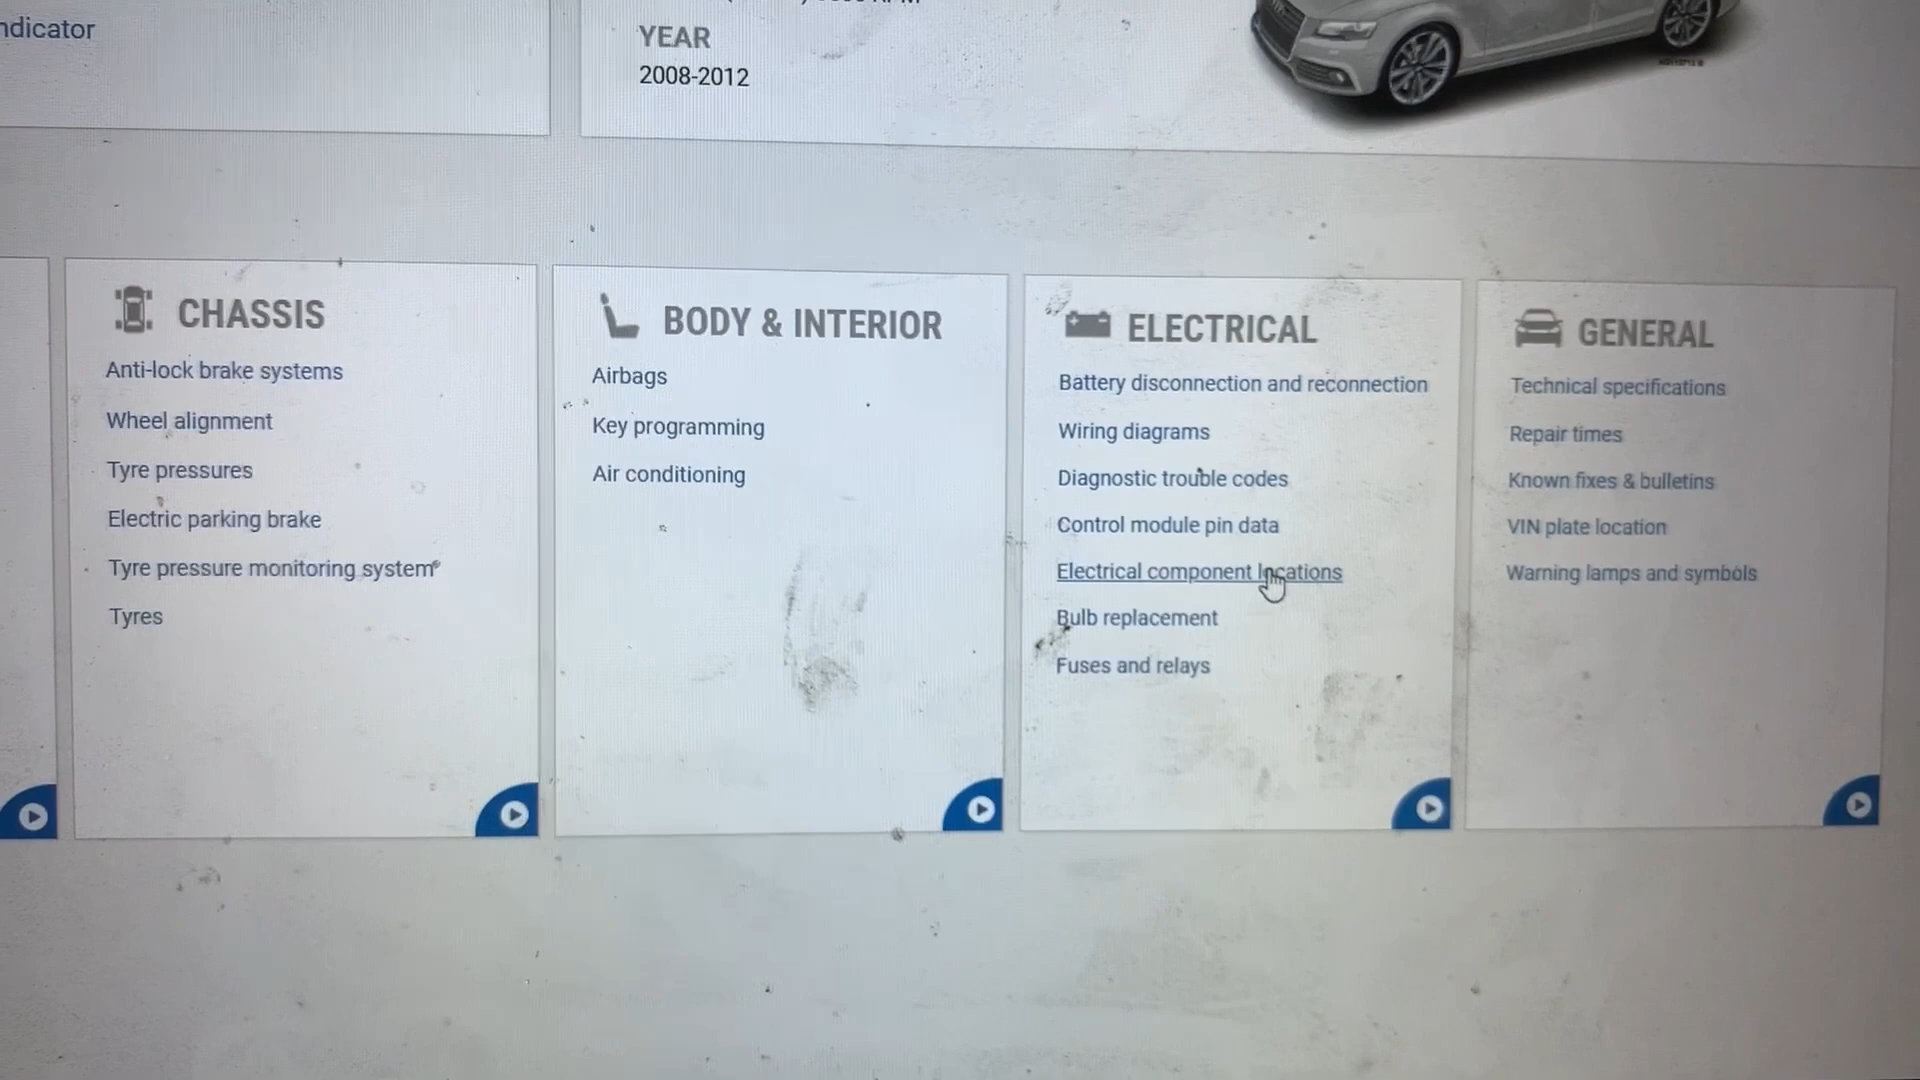 ndicator
YEAR
2008-2012
CHASSIS
Anti-lock brake systems
Wheel alignment
Tyre pressures
Electric parking brake
Tyre pressure monitoring system
Tyres
BODY & INTERIOR
Airbags
Key programming
Air conditioning
ELECTRICAL
Battery disconnection and reconnection
Wiring diagrams
Diagnostic trouble codes
Control module pin data
Electrical component locations
Bulb replacement
Fuses and relays
GENERAL
Technical specifications
Repair times
Known fixes & bulletins
VIN plate location
Warning lamps and symbols